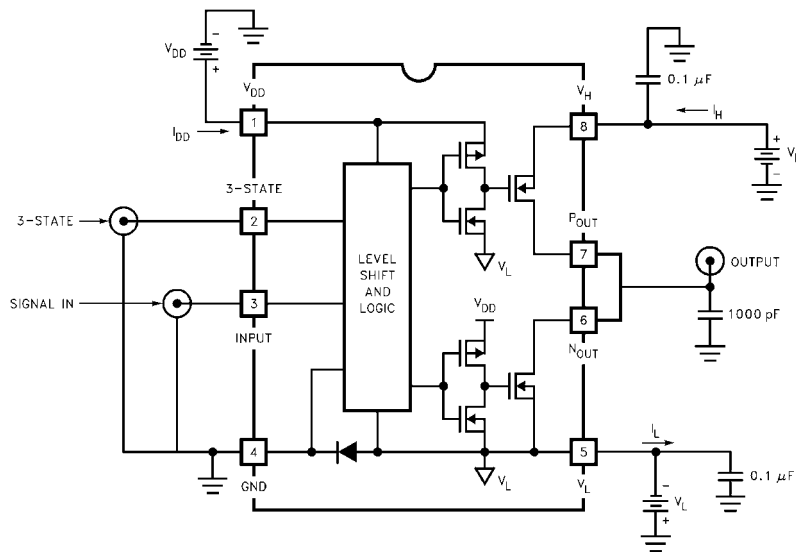 V_DD
-
+
V_DD
V_H
0.1 µF
I_DD
1
8
I_H
+
-
3-STATE
3-STATE
2
P_OUT
7
V_L
OUTPUT
LEVEL
SHIFT
AND
LOGIC
SIGNAL IN
3
INPUT
V_DD
6
N_OUT
1000 pF
4
GND
5
V_L
V_L
I_L
-
+
V_L
0.1 µF